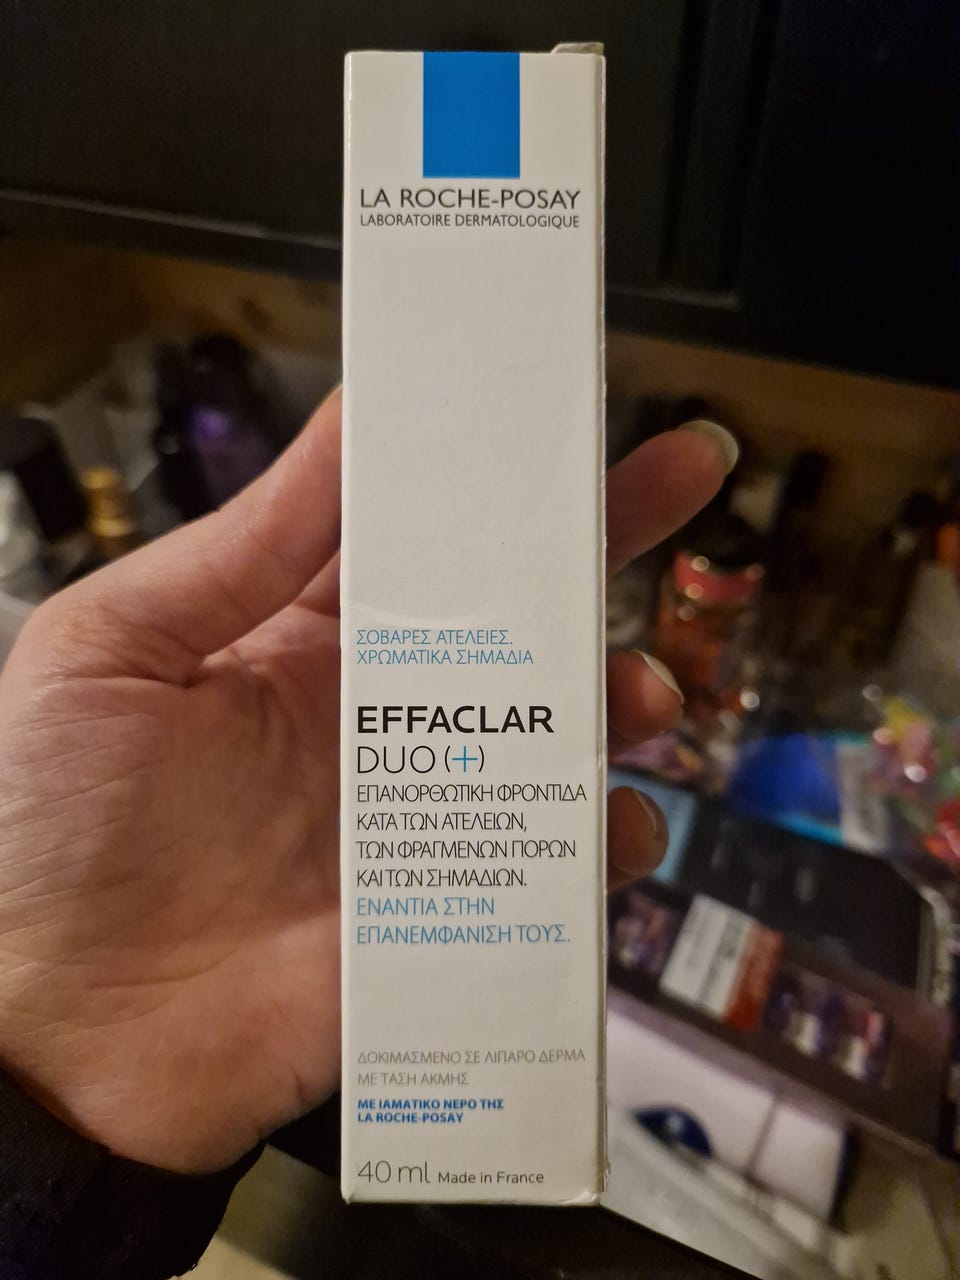 LA ROCHE-POSAY
LABORATOIRE DERMATOLOGIQUE
ΣΟΒΑΡΕΣ ΑΤΕΛΕΙΕΣ.
ΧΡΩΜΑΤΙΚΑ ΣΗΜΑΔΙΑ
EFFACLAR
DUO (+)
ΕΠΑΝΟΡΘΩΤΙΚΗ ΦΡΟΝΤΙΔΑ
ΚΑΤΑ ΤΩΝ ΑΤΕΛΕΙΩΝ,
ΤΩΝ ΦΡΑΓΜΕΝΩΝ ΠΟΡΩΝ
ΚΑΙ ΤΩΝ ΣΗΜΑΔΙΩΝ.
ΕΝΑΝΤΙΑ ΣΤΗΝ
ΕΠΑΝΕΜΦΑΝΙΣΗ ΤΟΥΣ.
ΔΟΚΙΜΑΣΜΕΝΟ ΣΕ ΛΙΠΑΡΟ ΔΕΡΜΑ
ΜΕ ΤΑΣΗ ΑΚΜΗΣ
ΜΕ ΙΑΜΑΤΙΚΟ ΝΕΡΟ ΤΗΣ
LA ROCHE-POSAY
40 ml Made in France